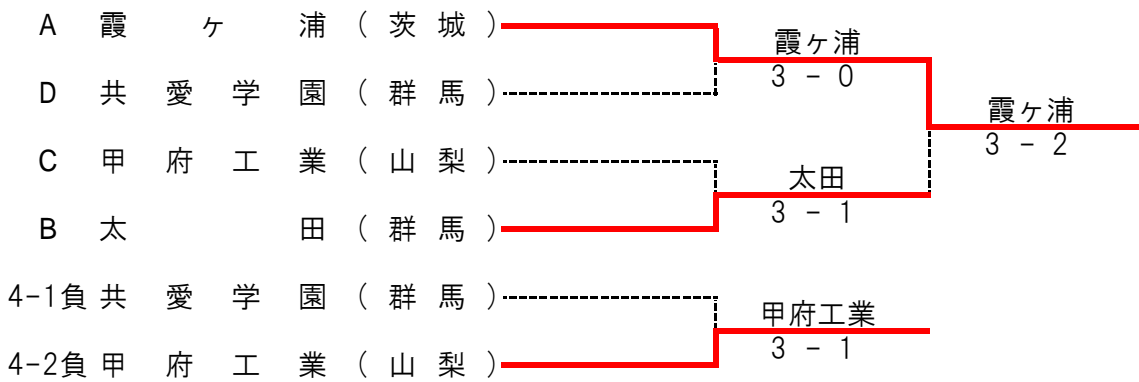 A 霞ヶ浦(茨城)
霞ヶ浦
3 - 0
D 共愛学園(群馬)
霞ヶ浦
3 - 2
C 甲府工業(山梨)
太田
3 - 1
B 太田(群馬)
4-1負 共愛学園(群馬)
甲府工業
3 - 1
4-2負 甲府工業(山梨)